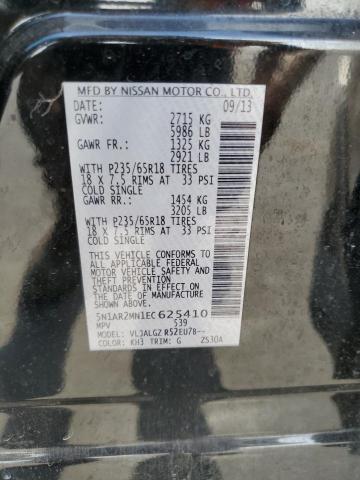 MFD BY NISSAN MOTOR CO., LTD.
DATE: 09/13
GVWR: 2715 KG
5986 LB
GAWR FR.: 1325 KG
2921 LB
WITH P235/65R18 TIRES
18 X 7.5 RIMS AT 33 PSI
COLD SINGLE
GAWR RR.: 1454 KG
3205 LB
WITH P235/65R18 TIRES
18 X 7.5 RIMS AT 33 PSI
COLD SINGLE
THIS VEHICLE CONFORMS
TO ALL APPLICABLE FEDERAL
MOTOR VEHICLE SAFETY AND
THEFT PREVENTION STANDARDS
IN EFFECT ON THE DATE OF
MANUFACTURE SHOWN ABOVE.
5N1AR2MN1EC625410
MPV 539
VLJALGZ R52EU7B--
COLOR: KH3 TRIM: G ZS30A